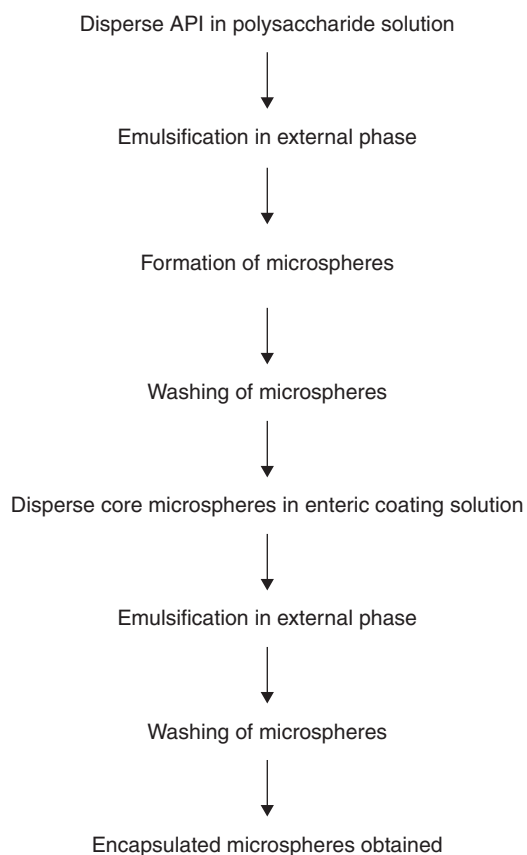 Disperse API in polysaccharide solution
Emulsification in external phase
Formation of microspheres
Washing of microspheres
Disperse core microspheres in enteric coating solution
Emulsification in external phase
Washing of microspheres
Encapsulated microspheres obtained